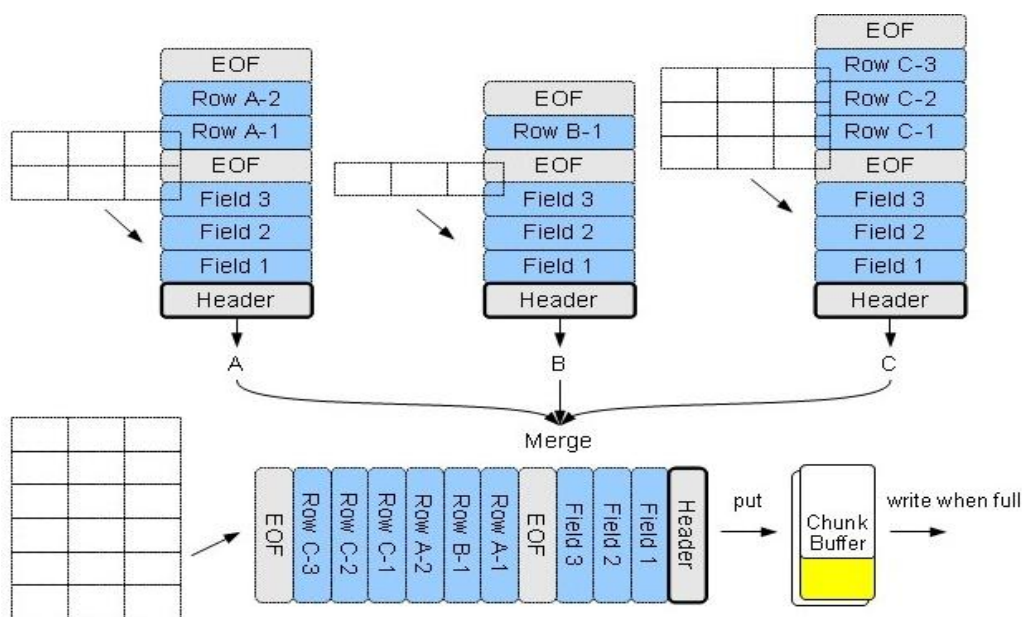 EOF
Row A-2
Row A-1
EOF
Field 3
Field 2
Field 1
Header
A
EOF
Row B-1
EOF
Field 3
Field 2
Field 1
Header
B
EOF
Row C-3
Row C-2
Row C-1
EOF
Field 3
Field 2
Field 1
Header
C
Merge
EOF
Row C-3
Row C-2
Row C-1
Row A-2
Row B-1
Row A-1
EOF
Field 3
Field 2
Field 1
Header
put
Chunk
Buffer
write when full